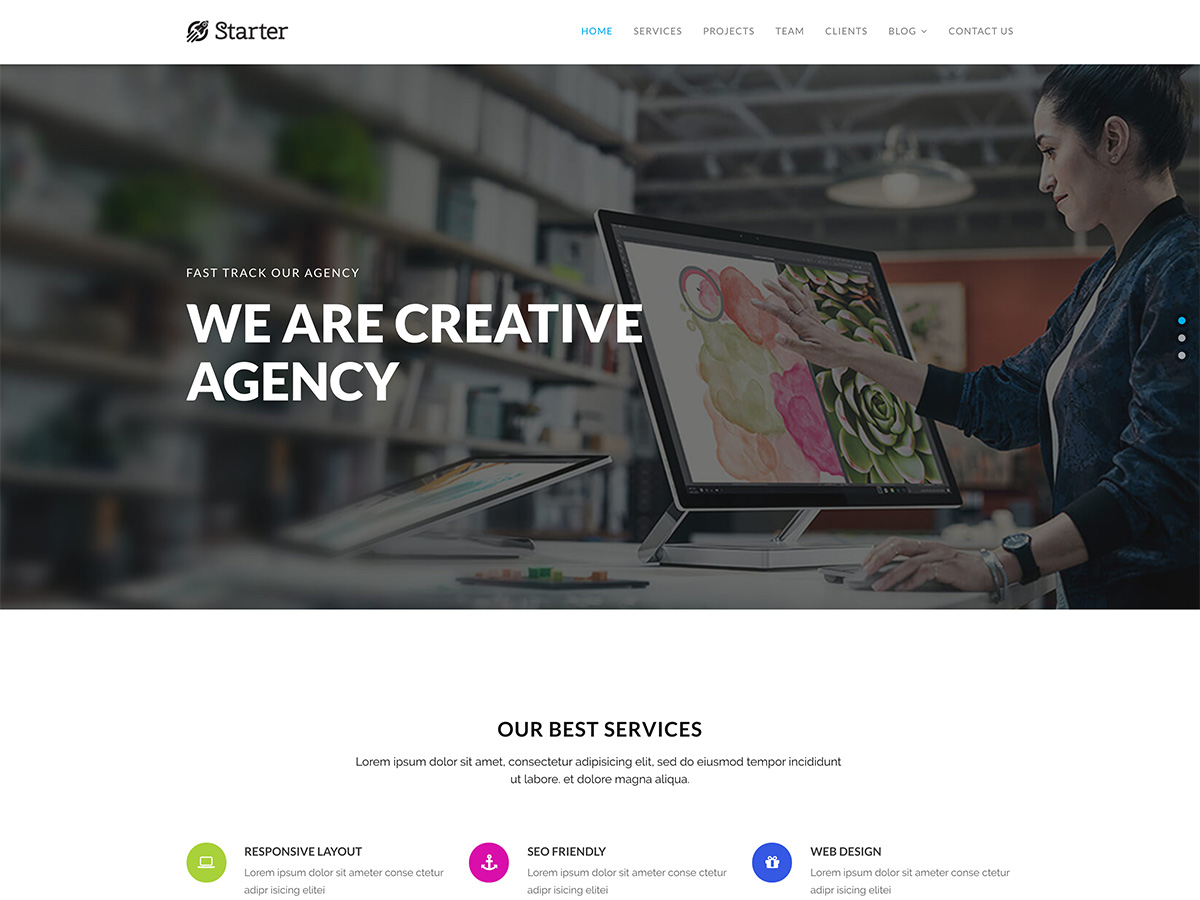 Starter
HOME SERVICES PROJECTS TEAM CLIENTS BLOG CONTACT US
FAST TRACK OUR AGENCY
WE ARE CREATIVE
AGENCY
OUR BEST SERVICES
Lorem ipsum dolor sit amet, consectetur adipisicing elit, sed do eiusmod tempor incididunt
ut labore. et dolore magna aliqua.
RESPONSIVE LAYOUT
Lorem ipsum dolor sit ameter conse ctetur
adipr isicing elitei
SEO FRIENDLY
Lorem ipsum dolor sit ameter conse ctetur
adipr isicing elitei
WEB DESIGN
Lorem ipsum dolor sit ameter conse ctetur
adipr isicing elitei